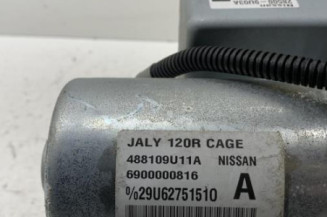 JALY 120R CAGE
488109U11A NISSAN
6900000816
A
%29U62751510